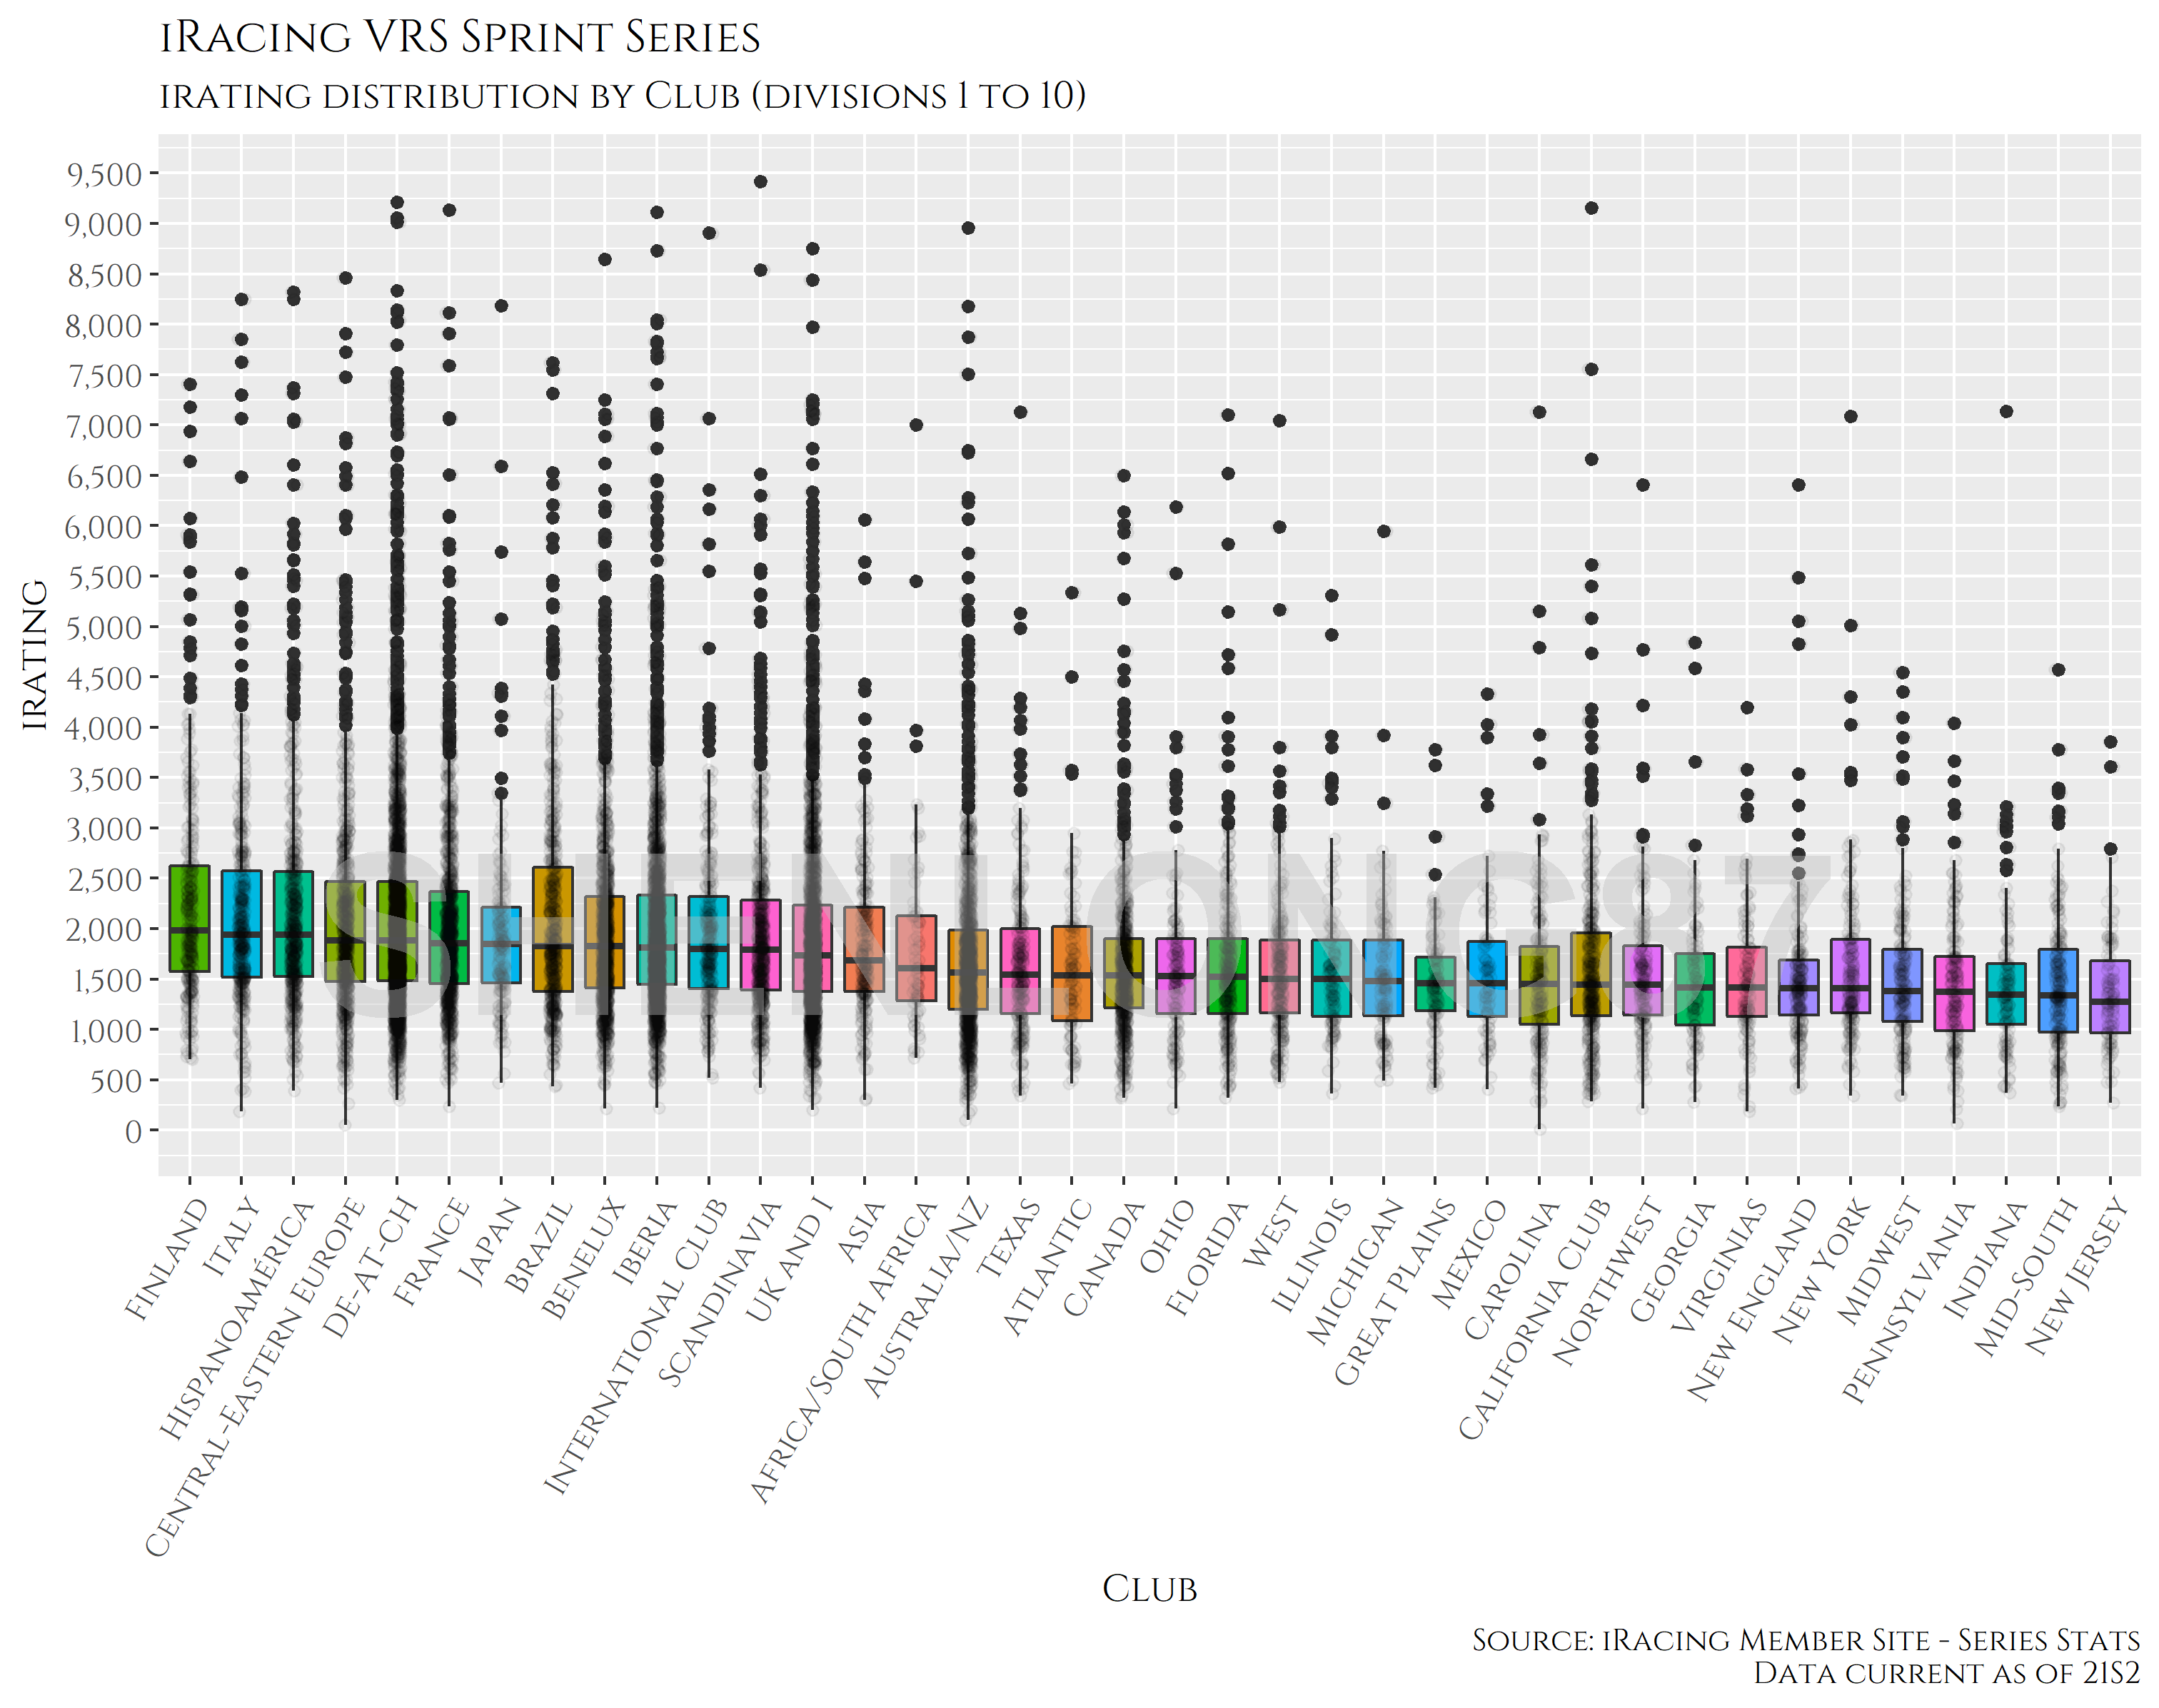 iRacing VRS Sprint Series
irating distribution by Club (divisions 1 to 10)
9,500
9,000
8,500
8,000
7,500
7,000
6,500
6,000
5,500
5,000
4,500
4,000
3,500
3,000
2,500
2,000
1,500
1,000
500
0
irating
SHENLONG87
Finland
Italy
Hispanoamérica
Central-Eastern Europe
DE-AT-CH
France
Japan
Brazil
Benelux
Iberia
International Club
Scandinavia
UK and I
Asia
Africa/South Africa
Australia/NZ
Texas
Atlantic
Canada
Ohio
Florida
West
Illinois
Michigan
Great Plains
Mexico
Carolina
California Club
Northwest
Georgia
Virginias
New England
New York
Midwest
Pennsylvania
Indiana
Mid-South
New Jersey
Club
Source: iRacing Member Site - Series Stats
Data current as of 21S2